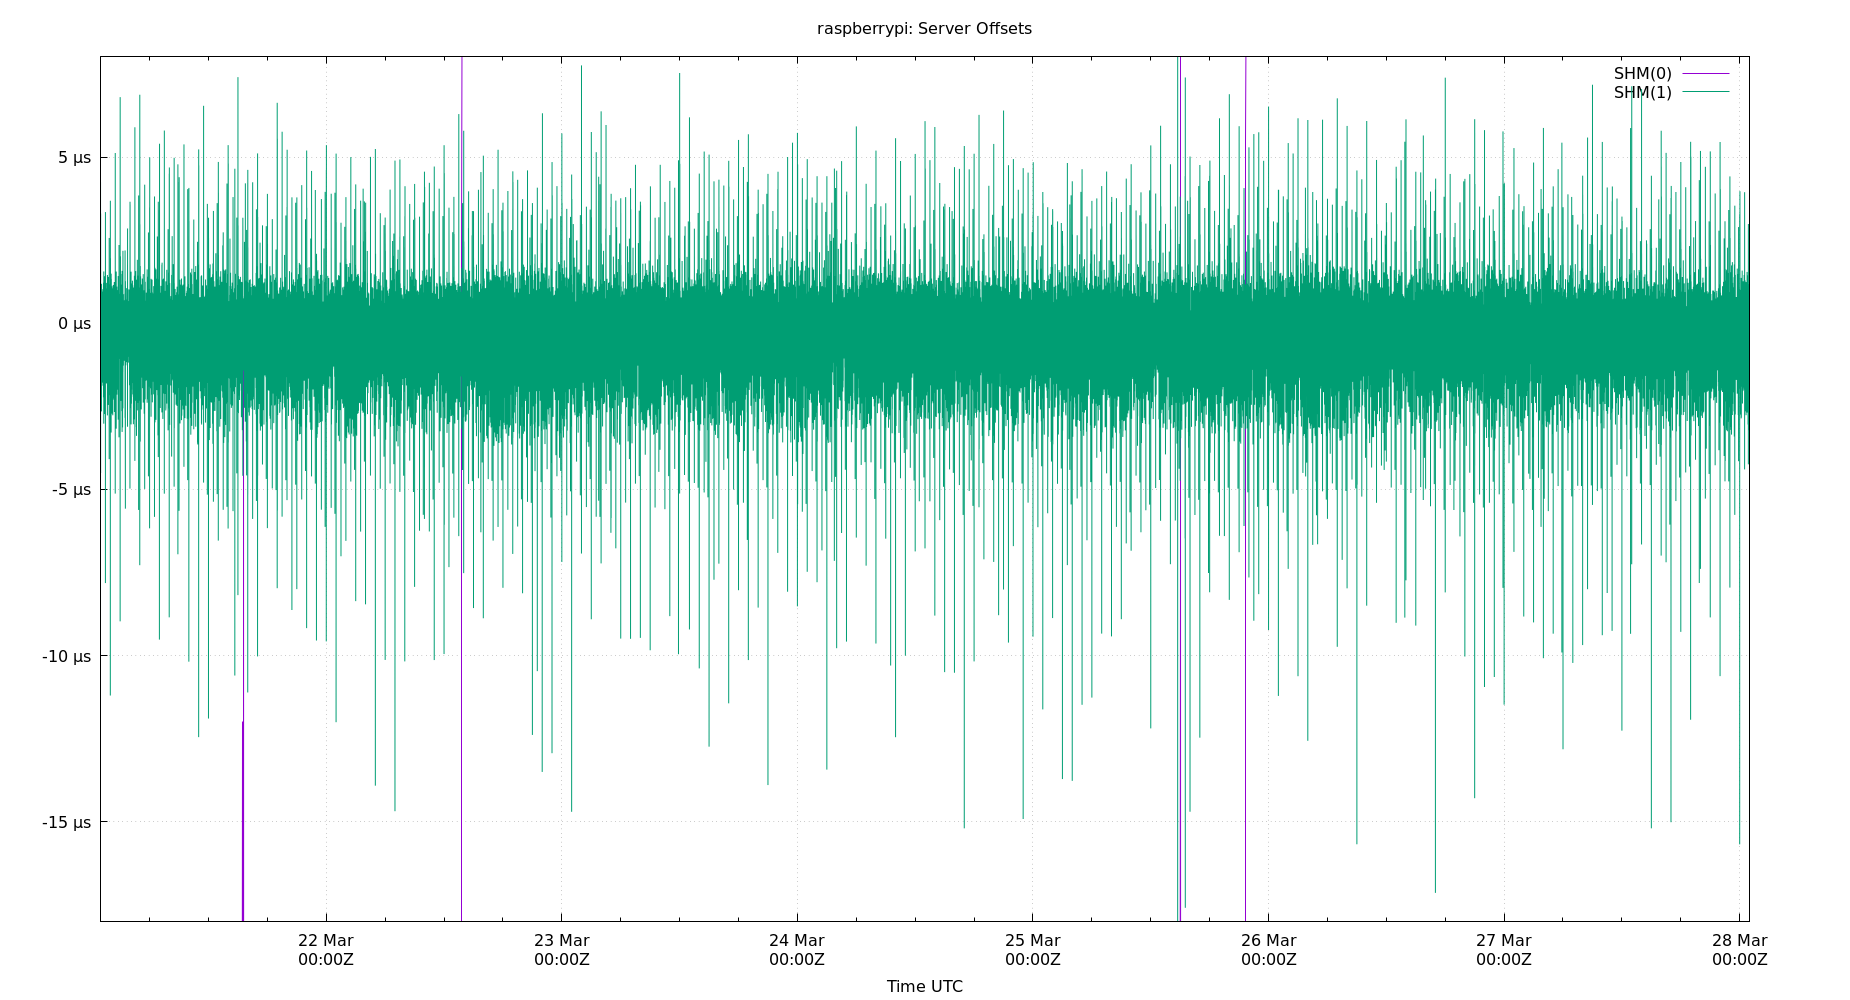 raspberrypi: Server Offsets
SHM(0)
SHM(1)
5 µs
0 µs
-5 µs
-10 µs
-15 µs
22 Mar 23 Mar 24 Mar 25 Mar 26 Mar 27 Mar 28 Mar
00:00Z 00:00Z 00:00Z 00:00Z 00:00Z 00:00Z 00:00Z
Time UTC